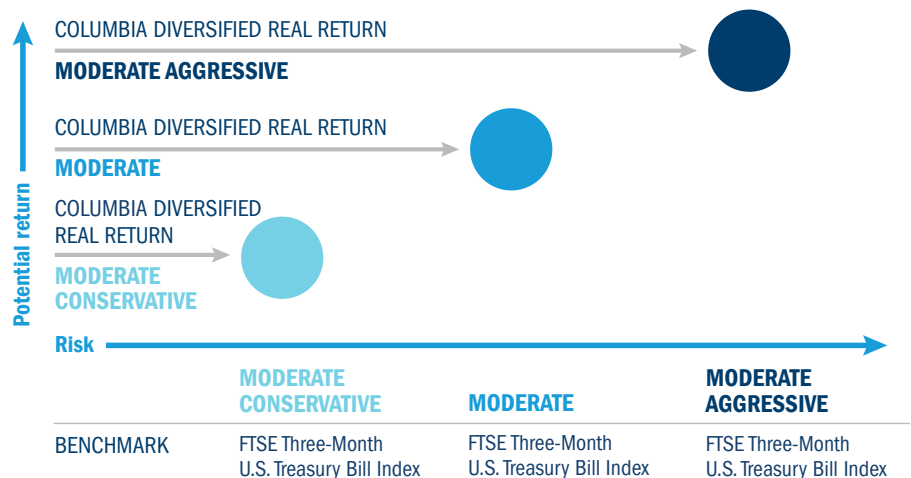 COLUMBIA DIVERSIFIED REAL RETURN
MODERATE AGGRESSIVE
COLUMBIA DIVERSIFIED REAL RETURN
MODERATE
COLUMBIA DIVERSIFIED
REAL RETURN
MODERATE
CONSERVATIVE
Potential return
Risk
MODERATE
CONSERVATIVE
MODERATE
MODERATE
AGGRESSIVE
BENCHMARK
FTSE Three-Month
U.S. Treasury Bill Index
FTSE Three-Month
U.S. Treasury Bill Index
FTSE Three-Month
U.S. Treasury Bill Index